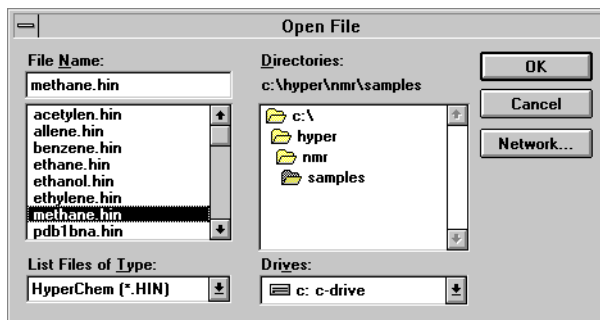 Open File
File Name:
methane.hin
acetylen.hin
allene.hin
benzene.hin
ethane.hin
ethanol.hin
ethylene.hin
methane.hin
pdb1bna.hin
List Files of Type:
HyperChem (*.HIN)
Directories:
c:\hyper\nmr\samples
c:\
hyper
nmr
samples
Drives:
c: c-drive
OK
Cancel
Network...